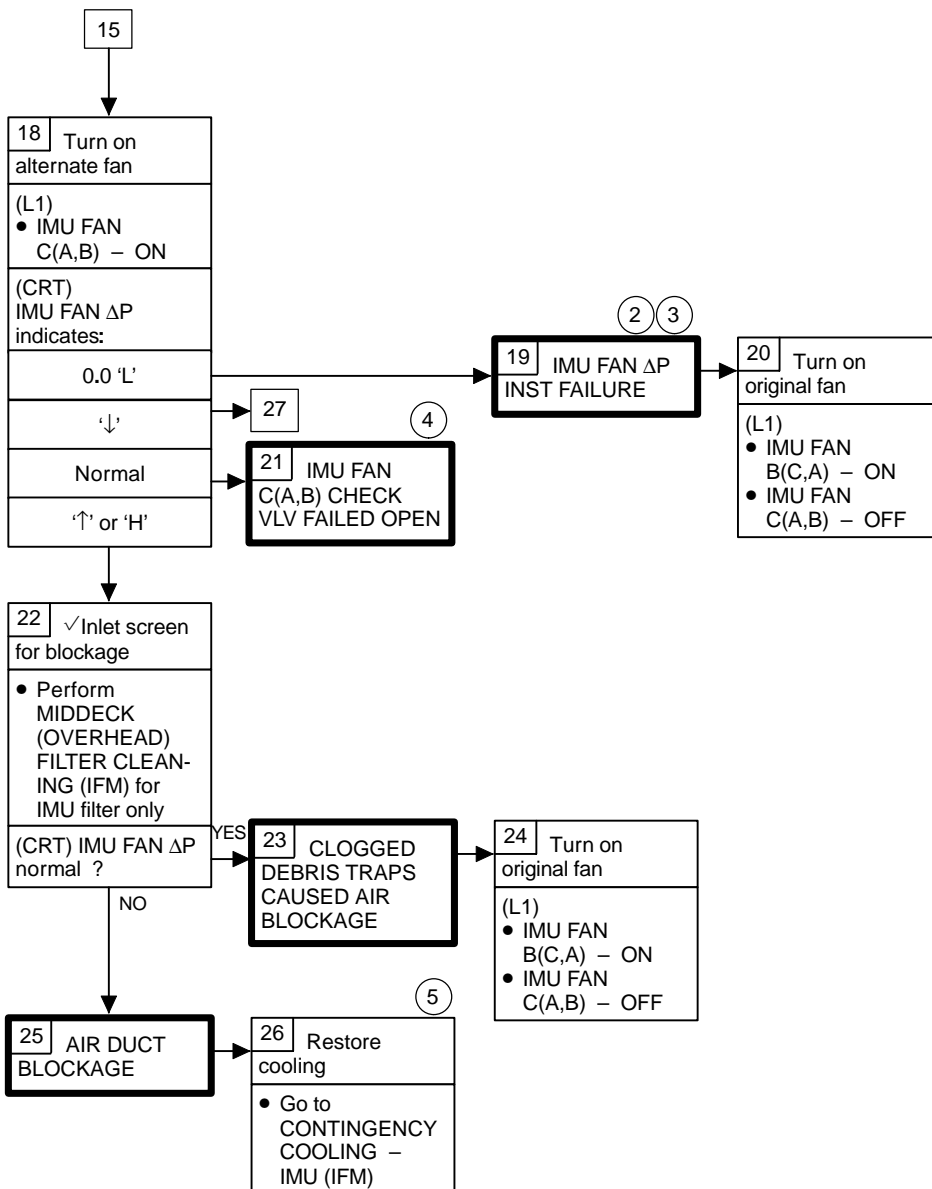 15
18 Turn on
alternate fan
(L1)
● IMU FAN
C(A,B) – ON
(CRT)
IMU FAN ΔP
indicates:
0.0 ‘L’
‘↓’
Normal
‘↑’ or ‘H’
27
2 3
19 IMU FAN ΔP
INST FAILURE
20 Turn on
original fan
(L1)
● IMU FAN
B(C,A) – ON
● IMU FAN
C(A,B) – OFF
4
21 IMU FAN
C(A,B) CHECK
VLV FAILED OPEN
22 √Inlet screen
for blockage
● Perform
MIDDECK
(OVERHEAD)
FILTER CLEAN-
ING (IFM) for
IMU filter only
(CRT) IMU FAN ΔP
normal ?
YES
NO
23 CLOGGED
DEBRIS TRAPS
CAUSED AIR
BLOCKAGE
24 Turn on
original fan
(L1)
● IMU FAN
B(C,A) – ON
● IMU FAN
C(A,B) – OFF
25 AIR DUCT
BLOCKAGE
5
26 Restore
cooling
● Go to
CONTINGENCY
COOLING –
IMU (IFM)